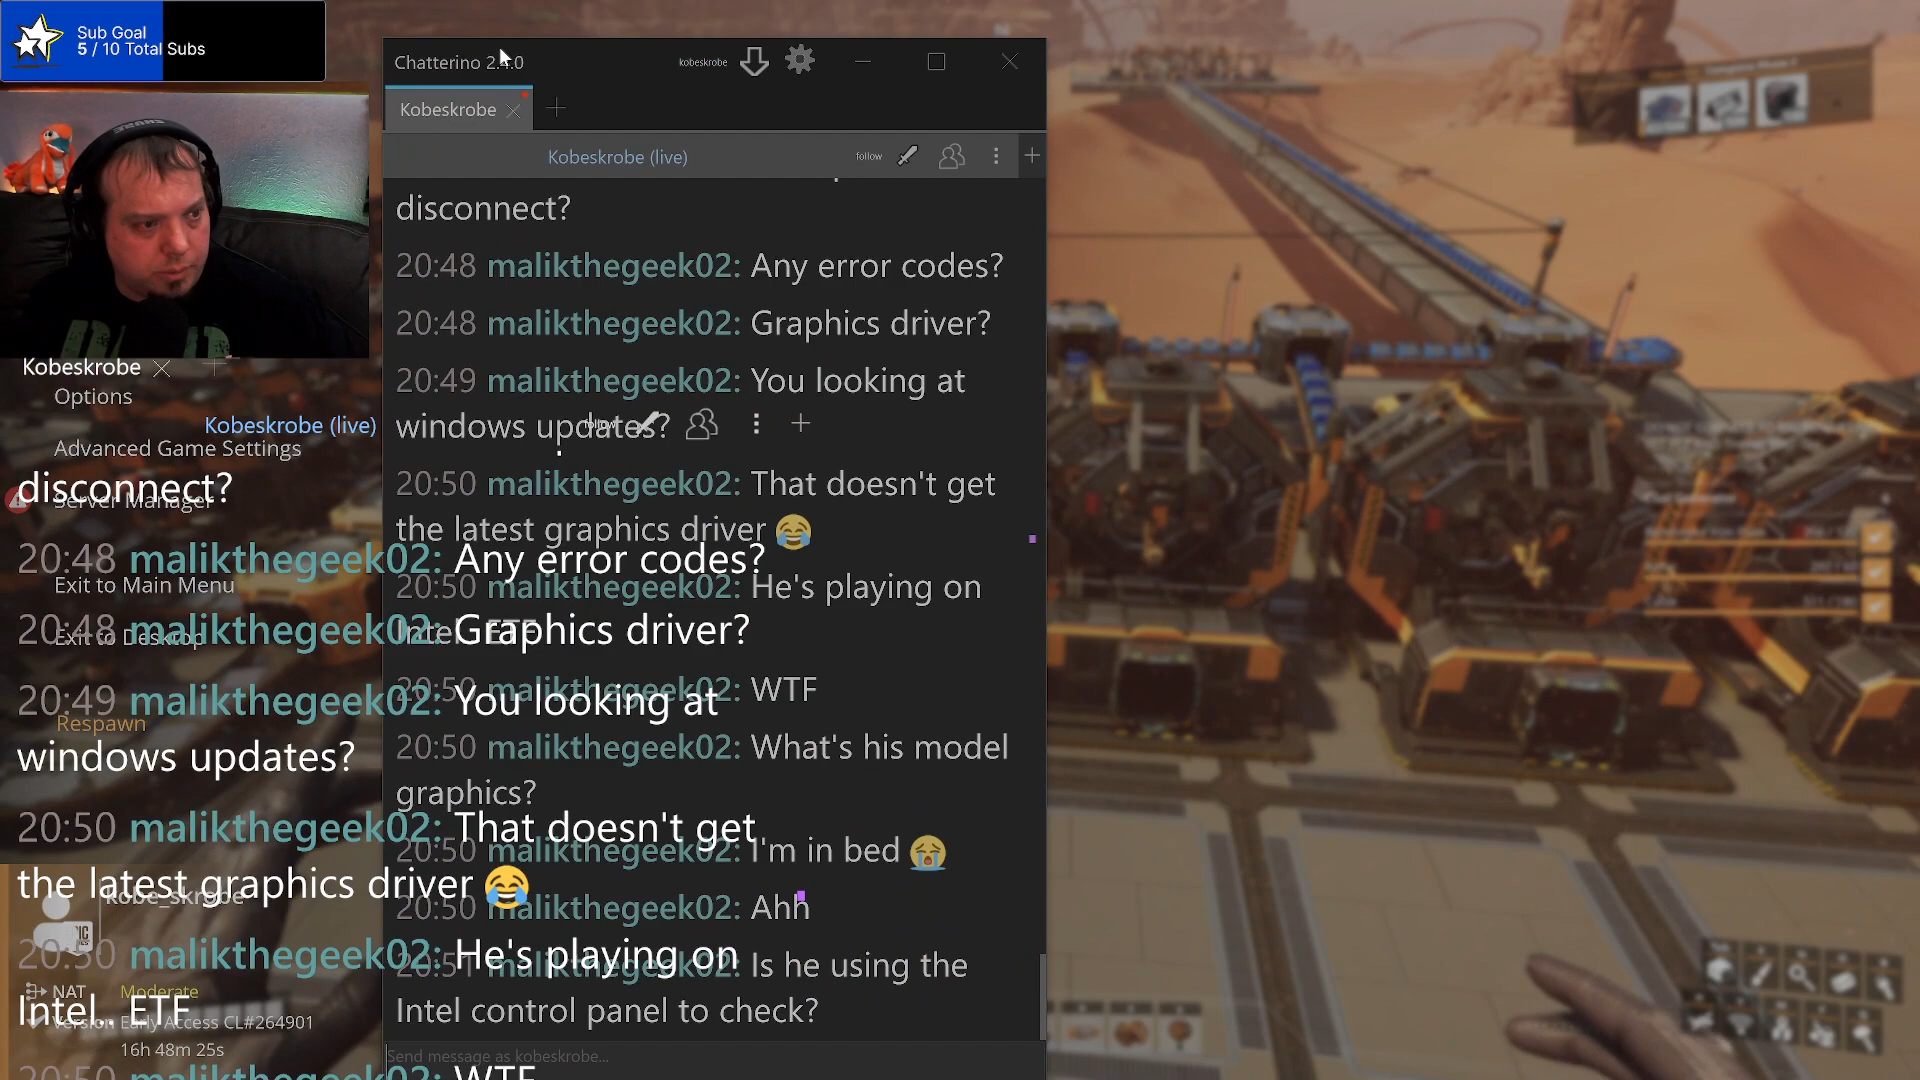 Sub Goal
5 / 10 Total Subs
Chatterino 2.4.0
kobeskrobe
Kobeskrobe
Kobeskrobe (live)
follow
disconnect?
20:48 malikthegeek02: Any error codes?
20:48 malikthegeek02: Graphics driver?
20:49 malikthegeek02: You looking at
windows updates?
20:50 malikthegeek02: That doesn't get
the latest graphics driver 😂
20:50 malikthegeek02: He's playing on
Intel.. ETF
20:50 malikthegeek02: WTF
20:50 malikthegeek02: What's his model
graphics?
20:50 malikthegeek02: I'm in bed 😭
20:50 malikthegeek02: Ahh
20:51 malikthegeek02: Is he using the
Intel control panel to check?
Send message as kobeskrobe...
Kobeskrobe
Options
Kobeskrobe (live)
follow
Advanced Game Settings
disconnect?
Server Manager
20:48 malikthegeek02: Any error codes?
Exit to Main Menu
20:48 malikthegeek02: Graphics driver?
Exit to Desktop
20:49 malikthegeek02: You looking at
Respawn
windows updates?
20:50 malikthegeek02: That doesn't get
the latest graphics driver 😂
kobe_skrobe
20:50 malikthegeek02: He's playing on
NAT Moderate
Intel.. ETF
Version Early Access CL#264901
16h 48m 25s
20:50 malikthegeek02: WTF